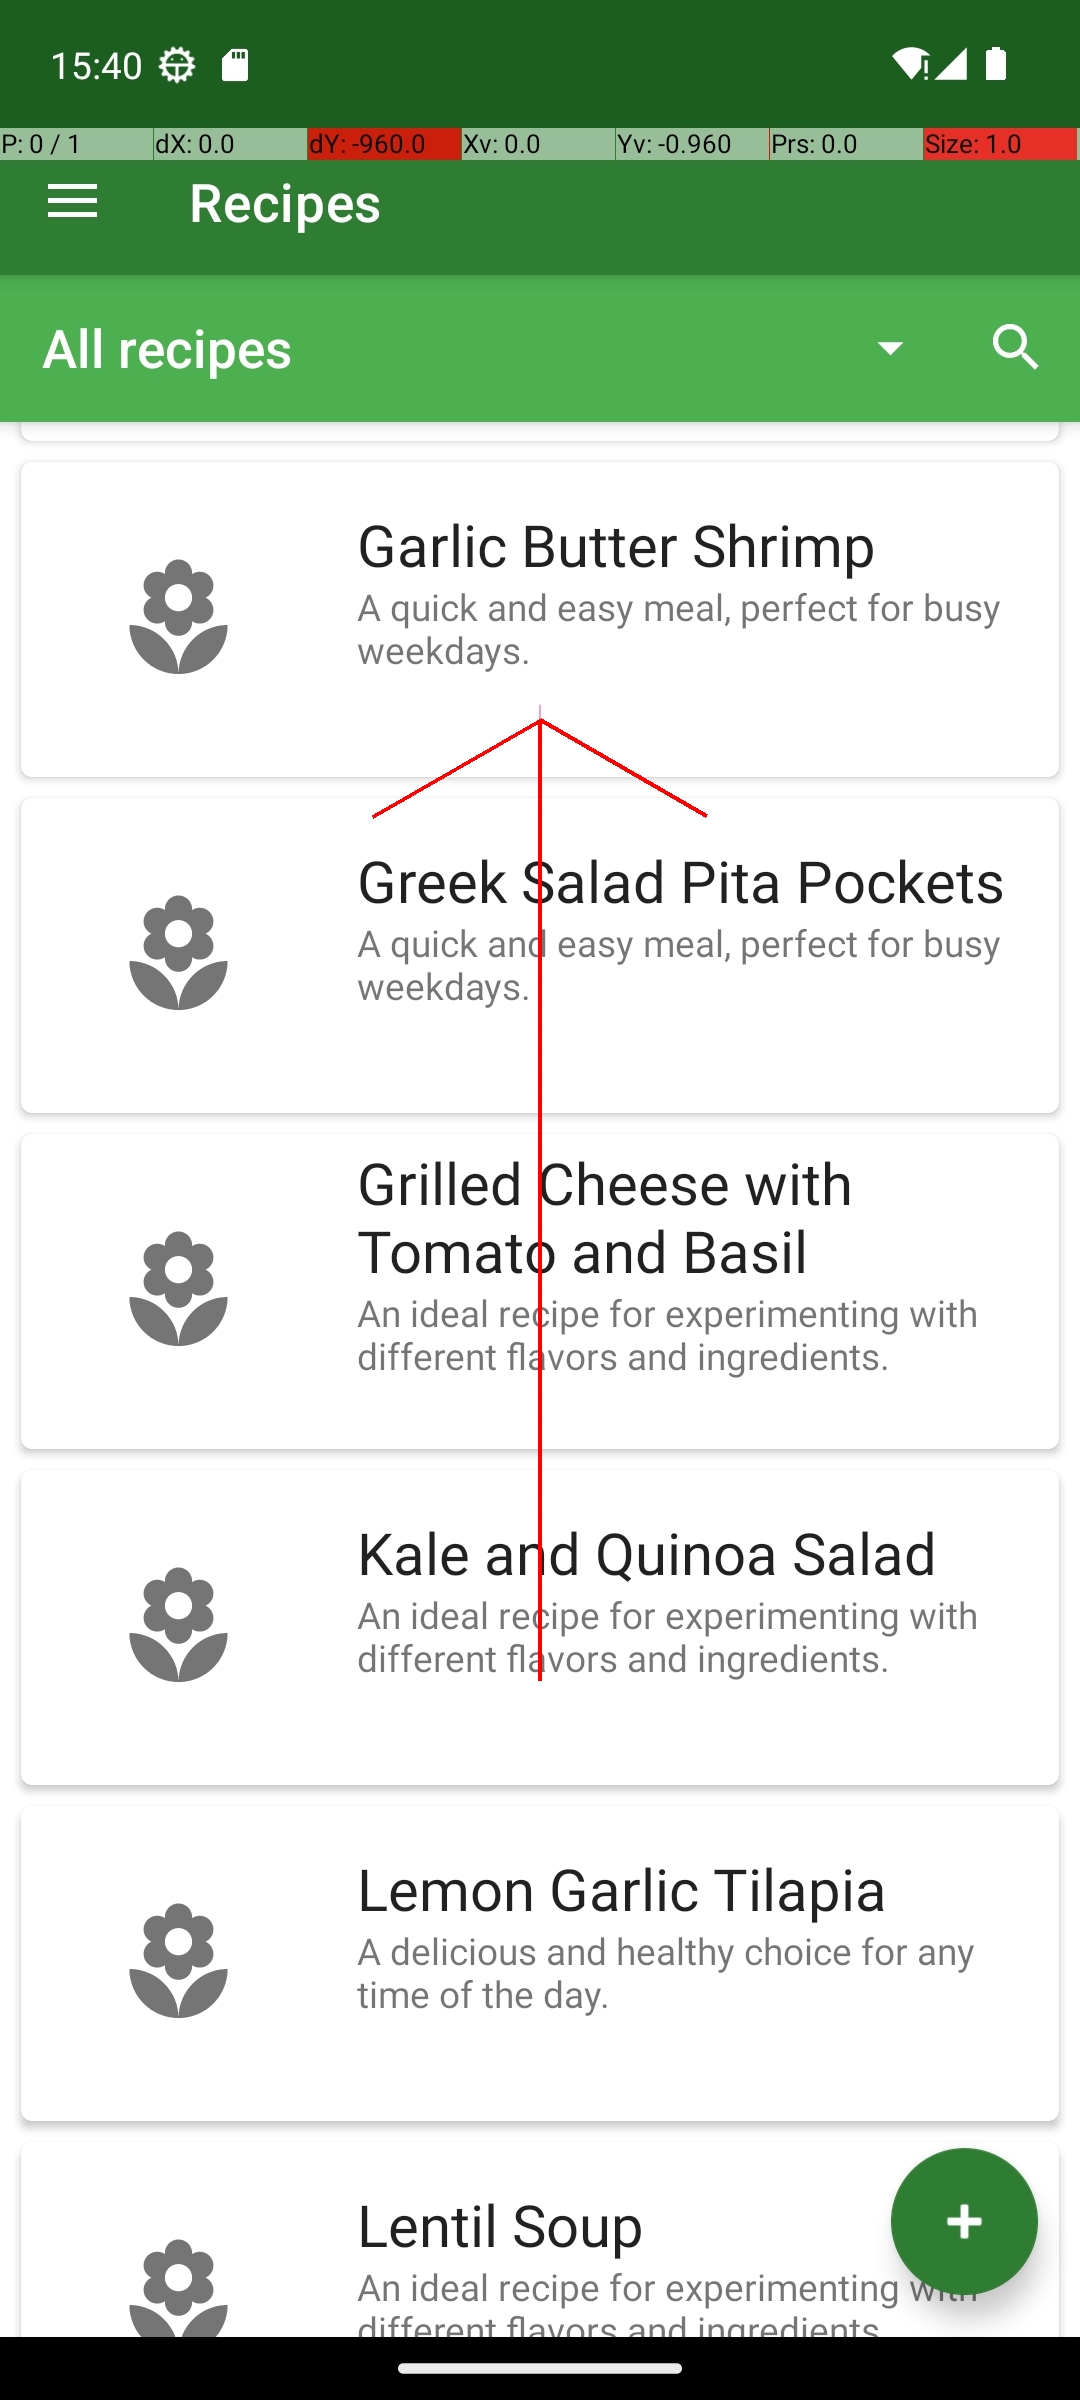 15:40
P: 0 / 1 dX: 0.0 dY: -960.0 Xv: 0.0 Yv: -0.960 Prs: 0.0 Size: 1.0
Recipes
All recipes
Garlic Butter Shrimp
A quick and easy meal, perfect for busy
weekdays.
Greek Salad Pita Pockets
A quick and easy meal, perfect for busy
weekdays.
Grilled Cheese with
Tomato and Basil
An ideal recipe for experimenting with
different flavors and ingredients.
Kale and Quinoa Salad
An ideal recipe for experimenting with
different flavors and ingredients.
Lemon Garlic Tilapia
A delicious and healthy choice for any
time of the day.
Lentil Soup
An ideal recipe for experimenting with
different flavors and ingredients